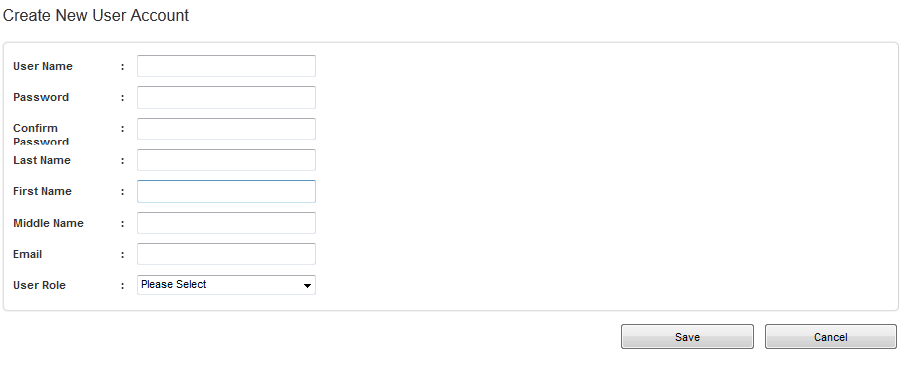 Create New User Account
User Name :
Password :
Confirm :
Password
Last Name :
First Name :
Middle Name :
Email :
User Role : Please Select
Save Cancel